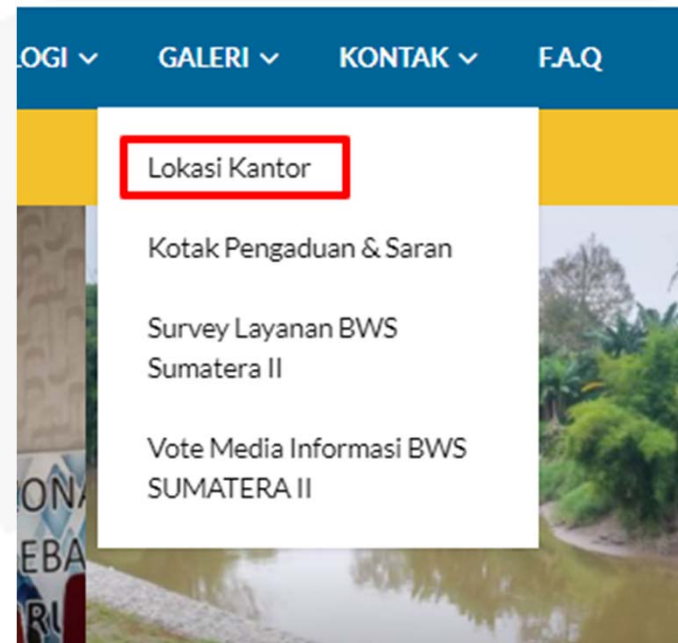 LOGI GALERI KONTAK F.A.Q
Lokasi Kantor
Kotak Pengaduan & Saran
Survey Layanan BWS
Sumatera II
Vote Media Informasi BWS
SUMATERA II